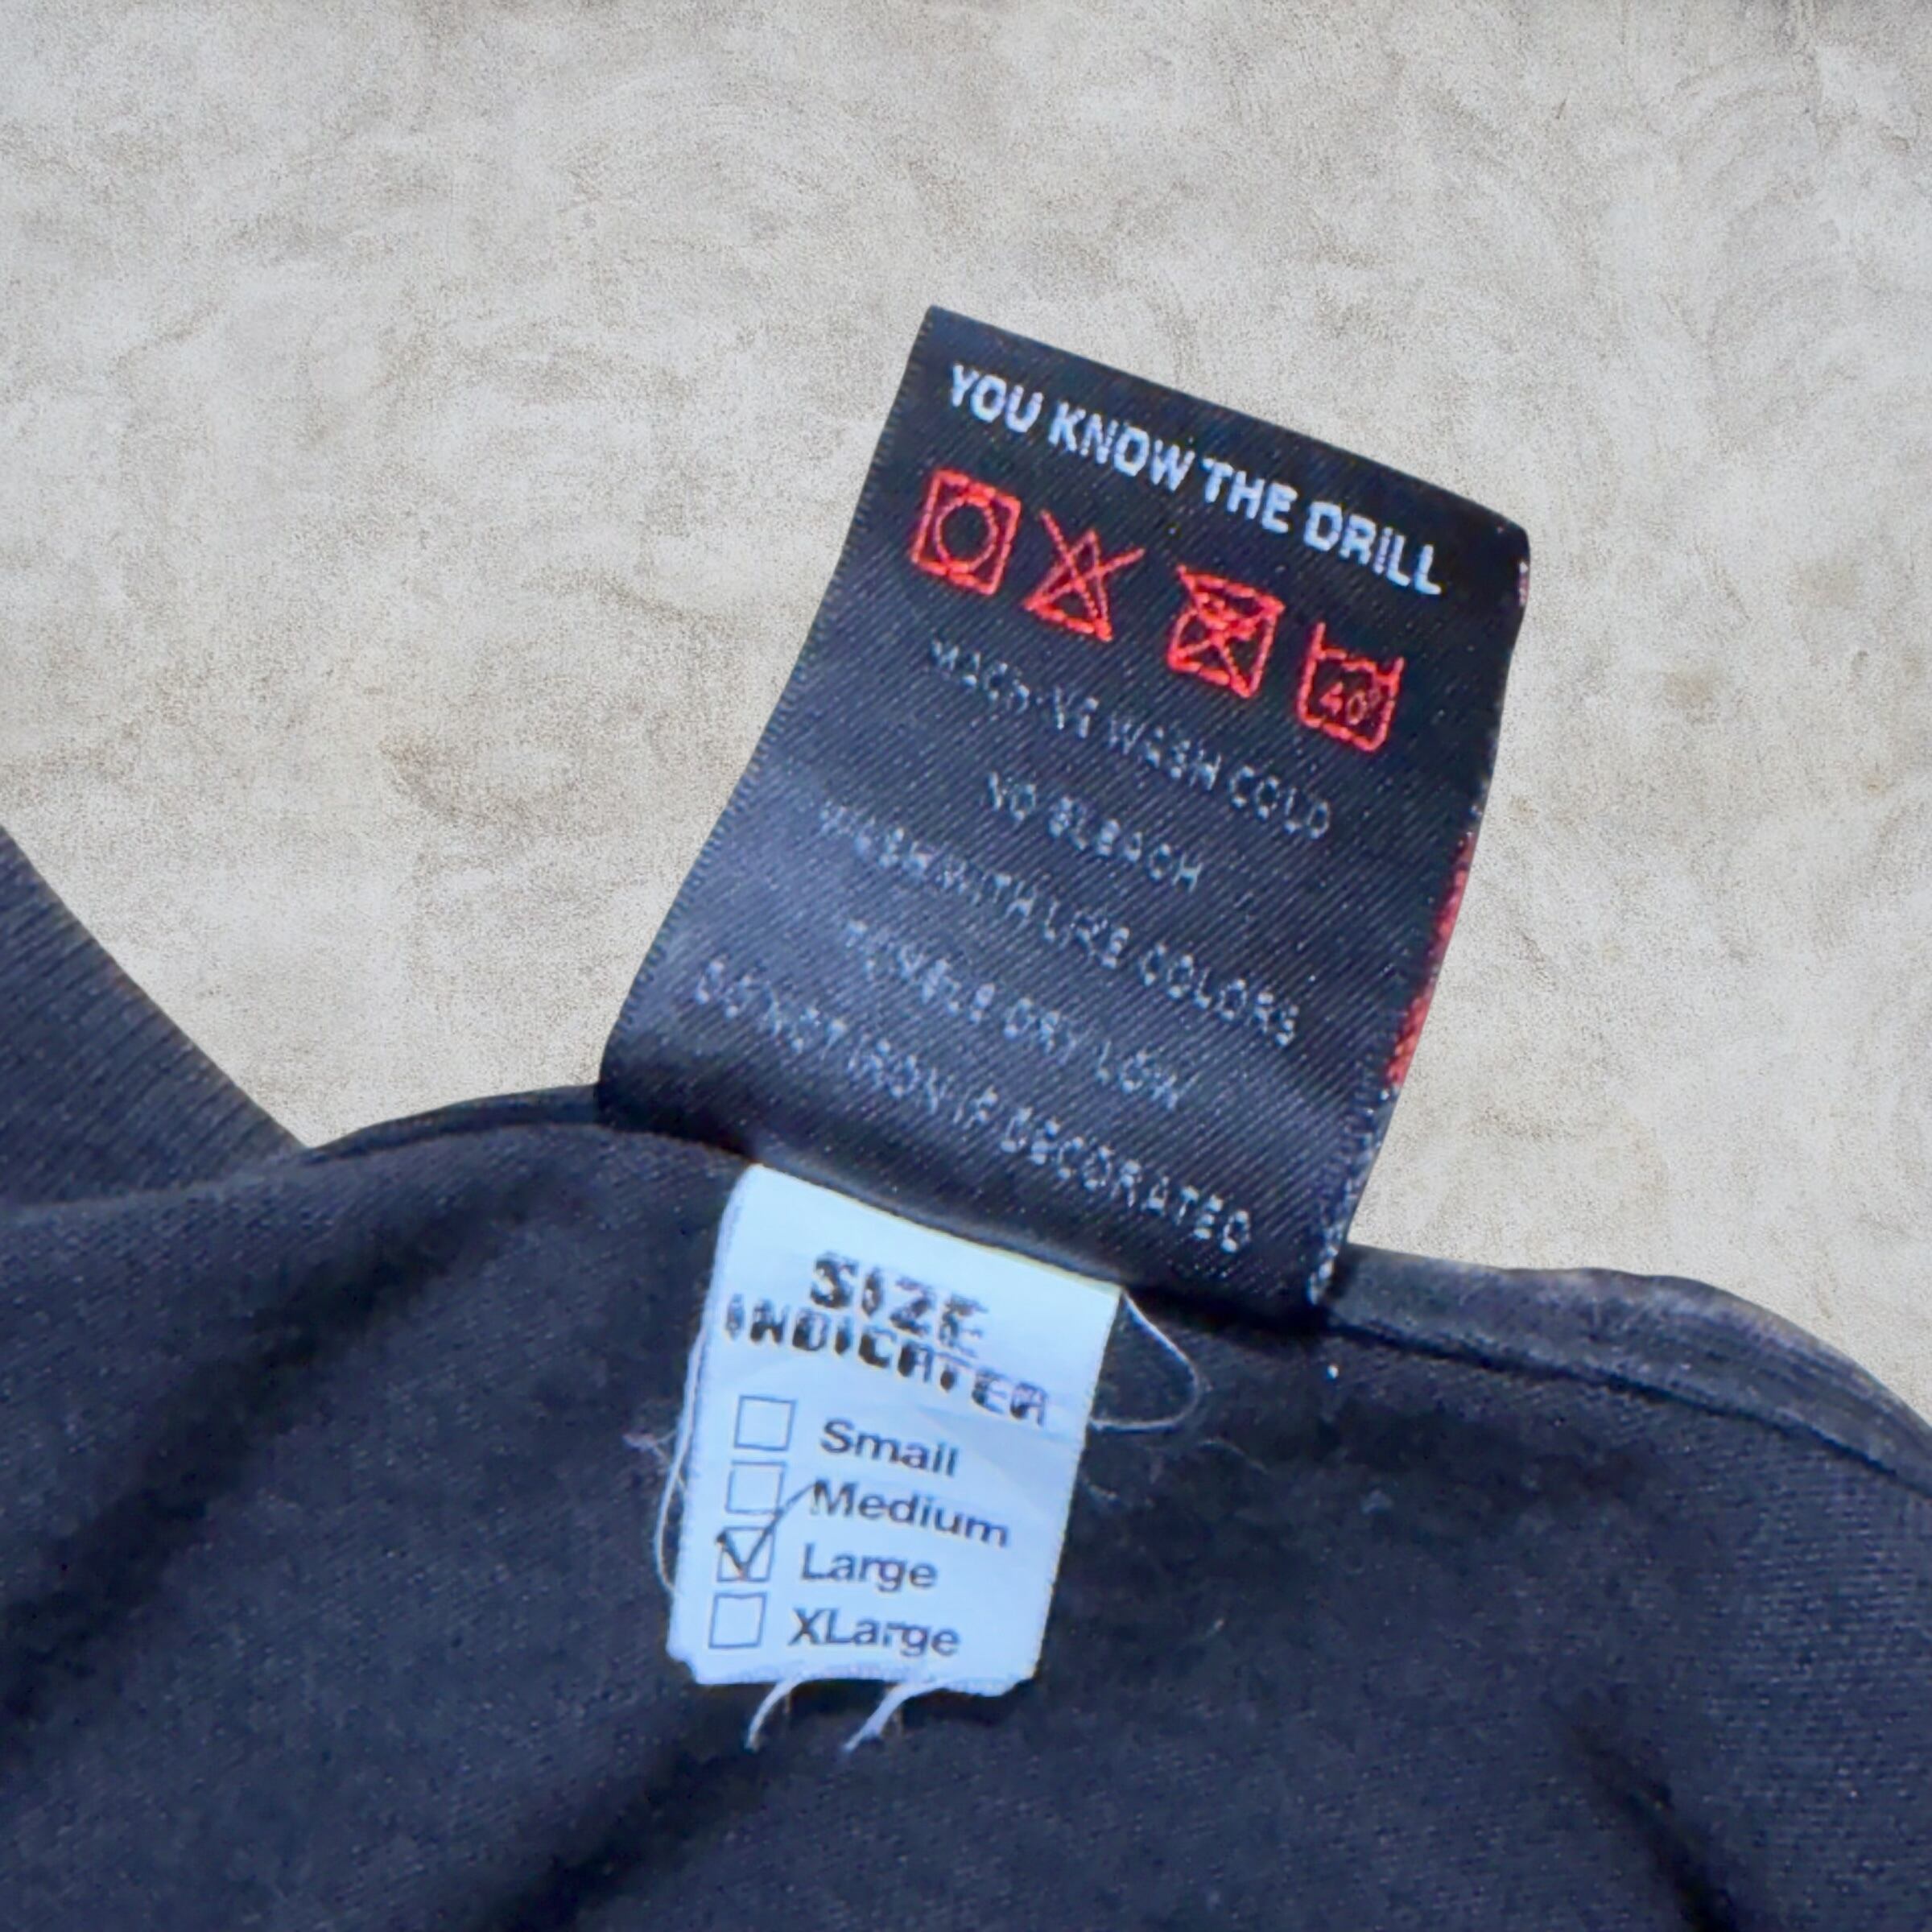 YOU KNOW THE DRILL
40°
MACHINE WASH COLD
NO BLEACH
WASH WITH LIKE COLORS
TUMBLE DRY LOW
DO NOT IRON IF DECORATED
SIZE
INDICATER
Small
Medium
Large
XLarge